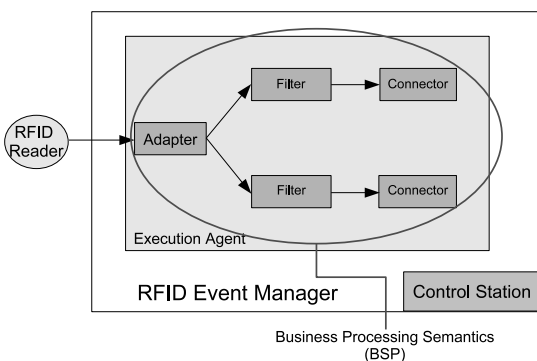 Filter
Connector
RFID
Reader
Adapter
Filter
Connector
Execution Agent
RFID Event Manager
Control Station
Business Processing Semantics
(BSP)